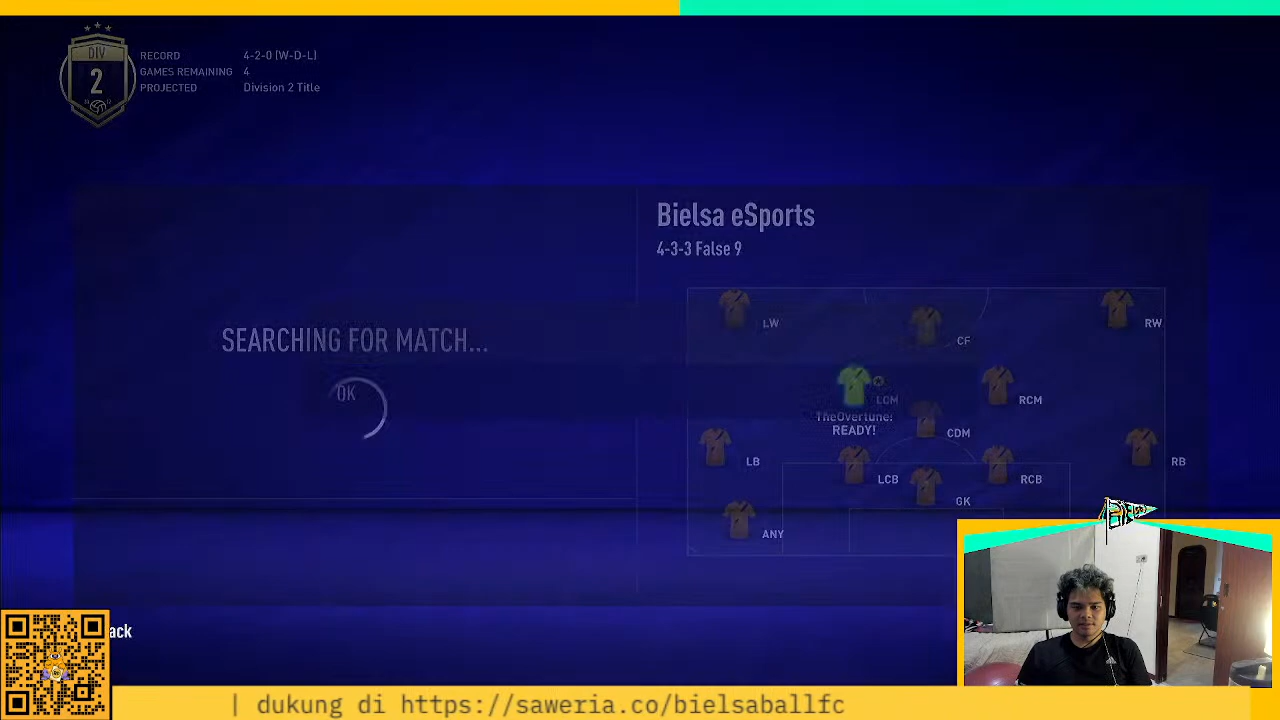 DIV
2
RECORD 4-2-0 (W-D-L)
GAMES REMAINING 4
PROJECTED Division 2 Title
Bielsa eSports
4-3-3 False 9
SEARCHING FOR MATCH...
OK
LW
CF
RW
LCM
RCM
TheOvertune:
READY!
CDM
LB
RB
LCB
RCB
GK
ANY
ack
| dukung di https://saweria.co/bielsaballfc